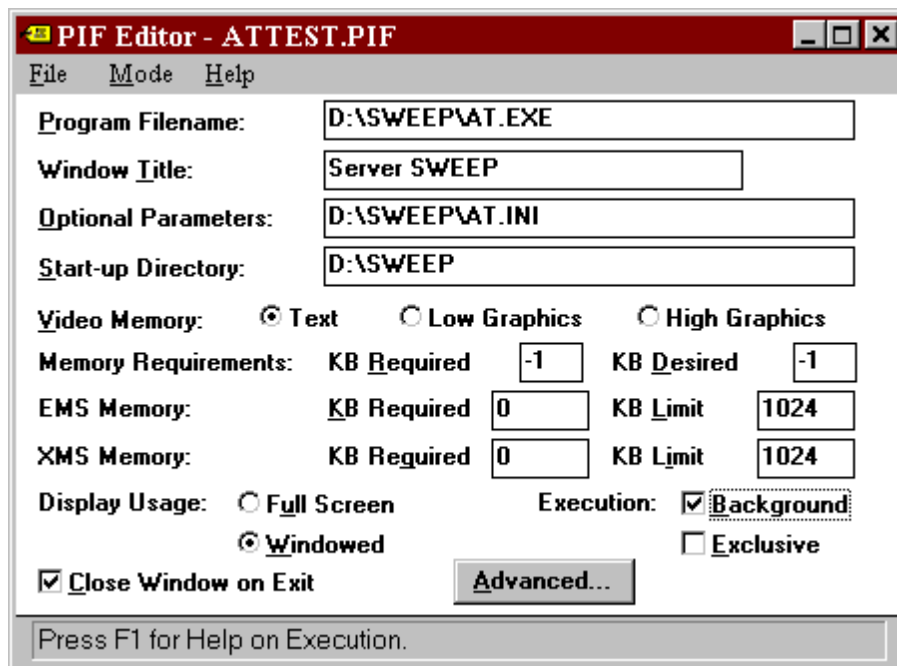 PIF Editor - ATTEST.PIF
File Mode Help
Program Filename: D:\SWEEP\AT.EXE
Window Title: Server SWEEP
Optional Parameters: D:\SWEEP\AT.INI
Start-up Directory: D:\SWEEP
Video Memory: Text Low Graphics High Graphics
Memory Requirements: KB Required -1 KB Desired -1
EMS Memory: KB Required 0 KB Limit 1024
XMS Memory: KB Required 0 KB Limit 1024
Display Usage: Full Screen Execution: Background
Windowed Exclusive
Close Window on Exit Advanced...
Press F1 for Help on Execution.